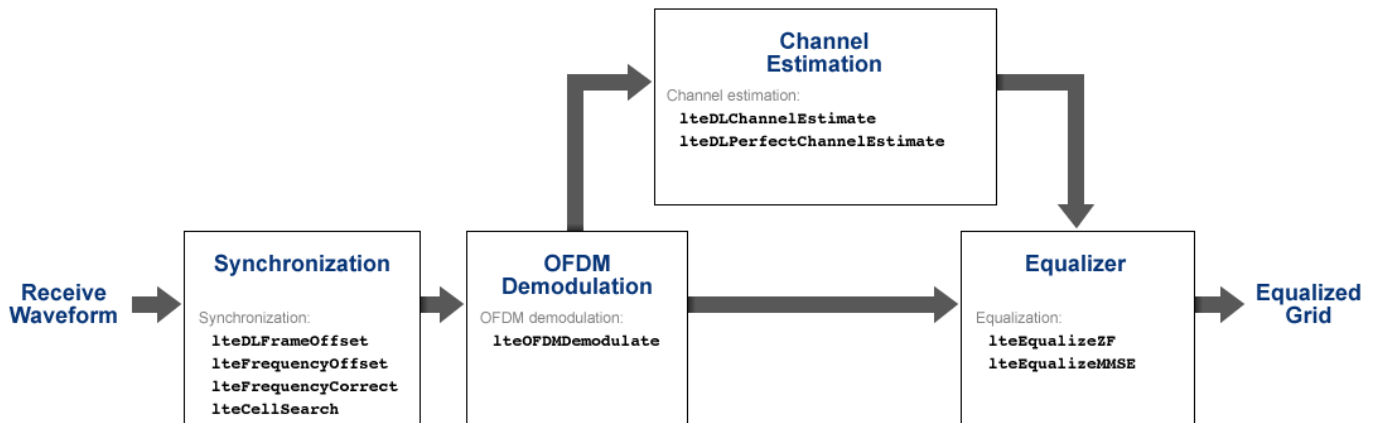 Channel
Estimation
Channel estimation:
lteDLChannelEstimate
lteDLPerfectChannelEstimate
Receive
Waveform
Synchronization
Synchronization:
lteDLFrameOffset
lteFrequencyOffset
lteFrequencyCorrect
lteCellSearch
OFDM
Demodulation
OFDM demodulation:
lteOFDMDemodulate
Equalizer
Equalization:
lteEqualizeZF
lteEqualizeMMSE
Equalized
Grid